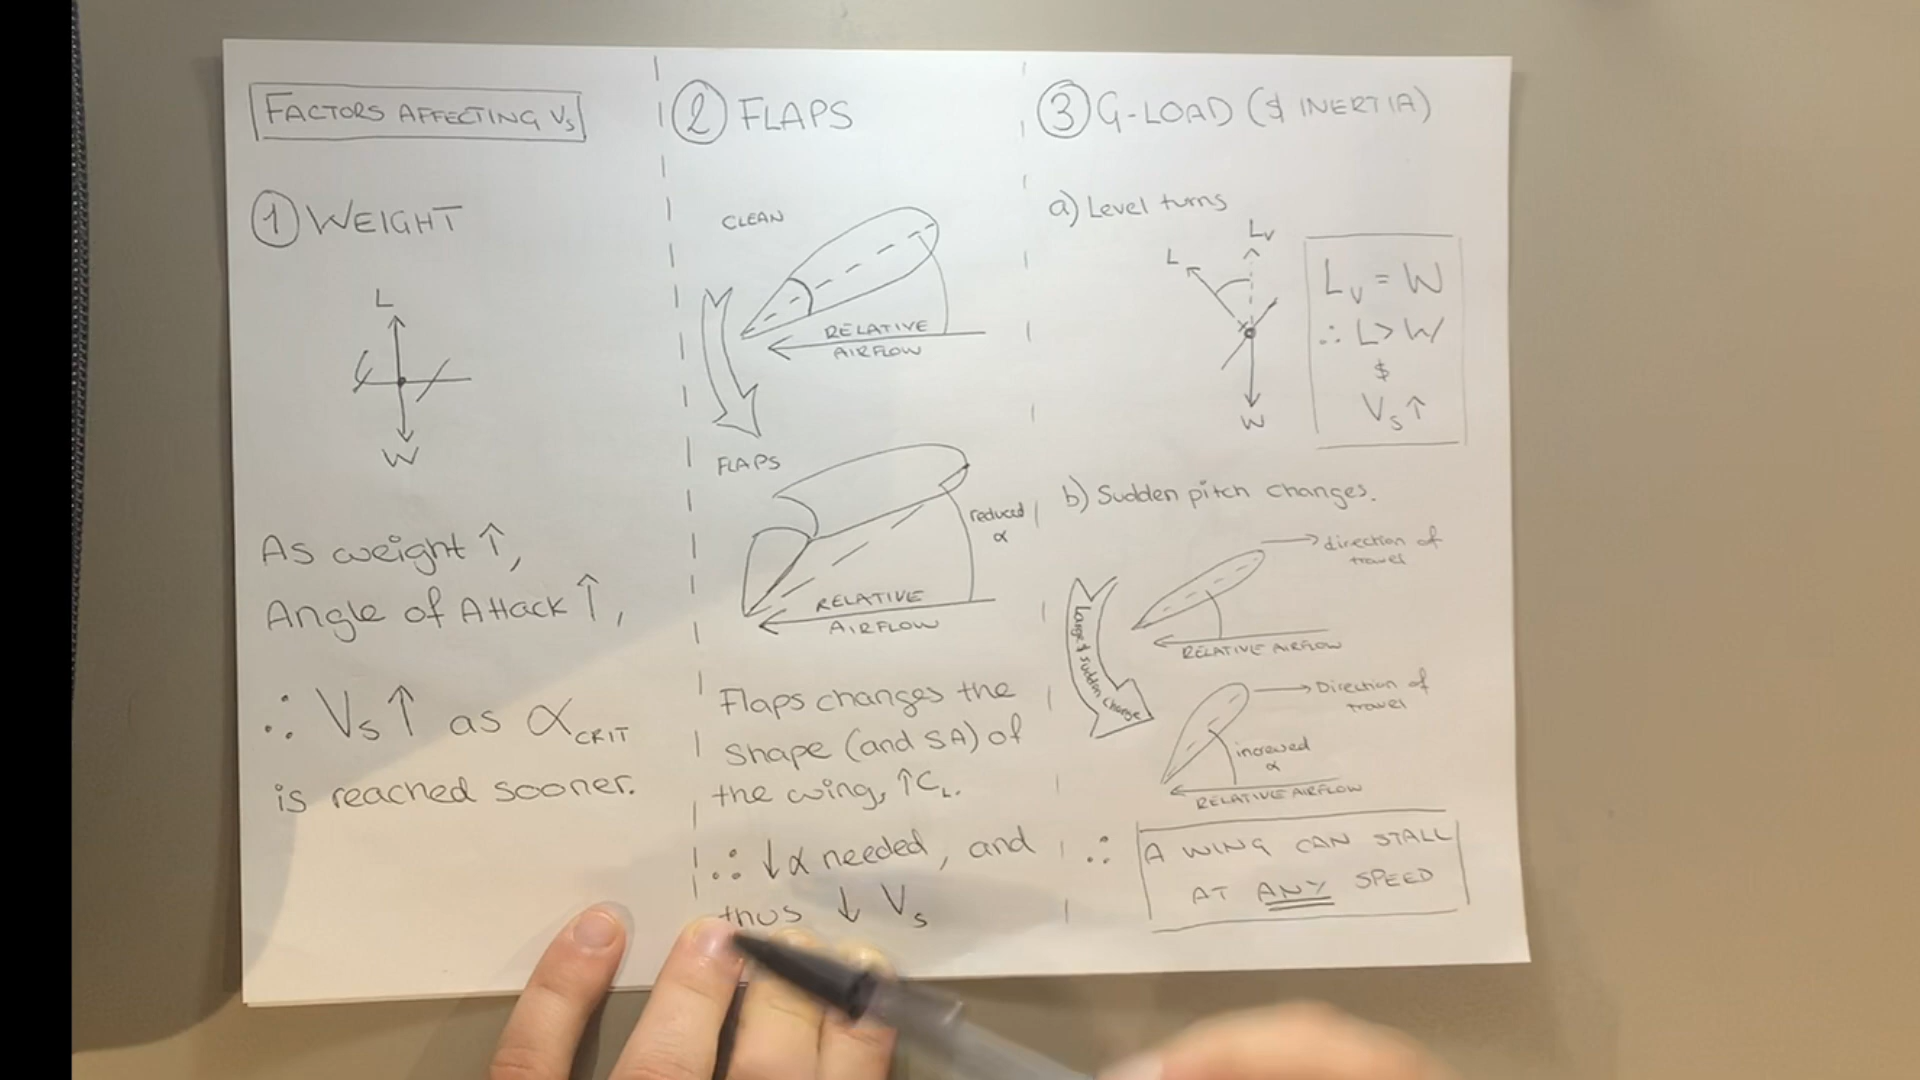 FACTORS AFFECTING Vs
① WEIGHT
L
W
As weight ↑,
Angle of Attack ↑,
∴ Vs ↑ as αCRIT
is reached sooner.
② FLAPS
CLEAN
RELATIVE
AIRFLOW
FLAPS
reduced
α
RELATIVE
AIRFLOW
Flaps changes the
shape (and SA) of
the wing, ↑CL.
∴ ↓α needed, and
thus ↓ Vs
③ G-LOAD ($ INERTIA)
a) Level turns
Lv
L
W
Lv = W
∴ L > W
$
Vs ↑
b) Sudden pitch changes.
→ direction of
travel
RELATIVE AIRFLOW
Large $ sudden change
→ Direction of
travel
increased
α
RELATIVE AIRFLOW
∴ A WING CAN STALL
AT ANY SPEED